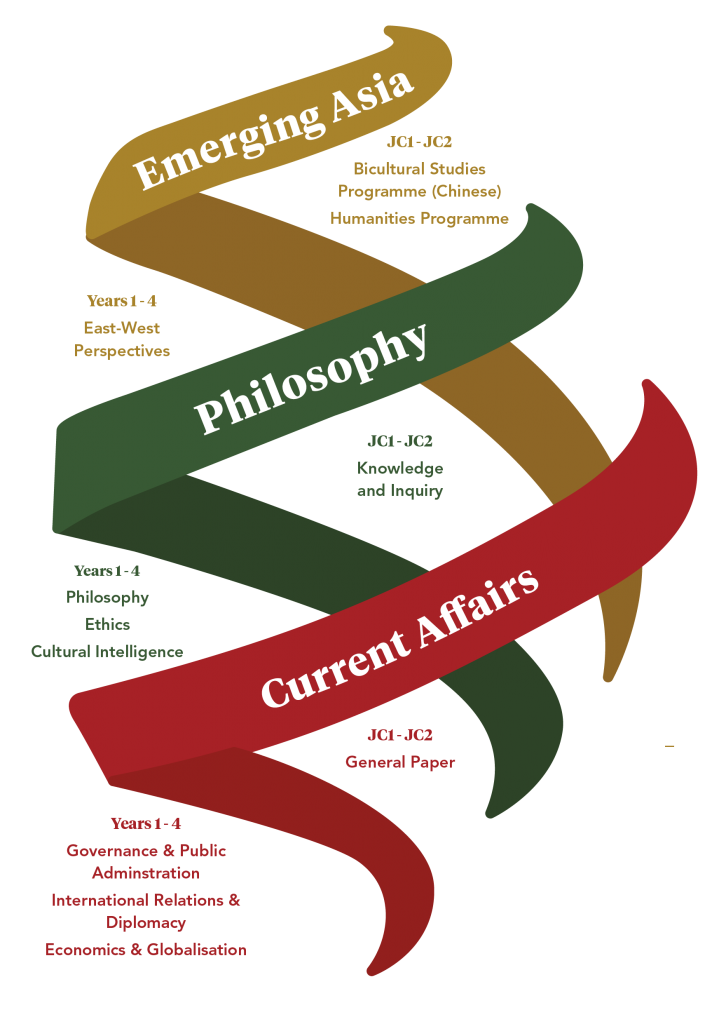 Emerging Asia
JC1 - JC2
Bicultural Studies
Programme (Chinese)
Humanities Programme
Years 1 - 4
East-West
Perspectives
Philosophy
JC1 - JC2
Knowledge
and Inquiry
Years 1 - 4
Philosophy
Ethics
Cultural Intelligence
Current Affairs
JC1 - JC2
General Paper
Years 1 - 4
Governance & Public
Adminstration
International Relations &
Diplomacy
Economics & Globalisation